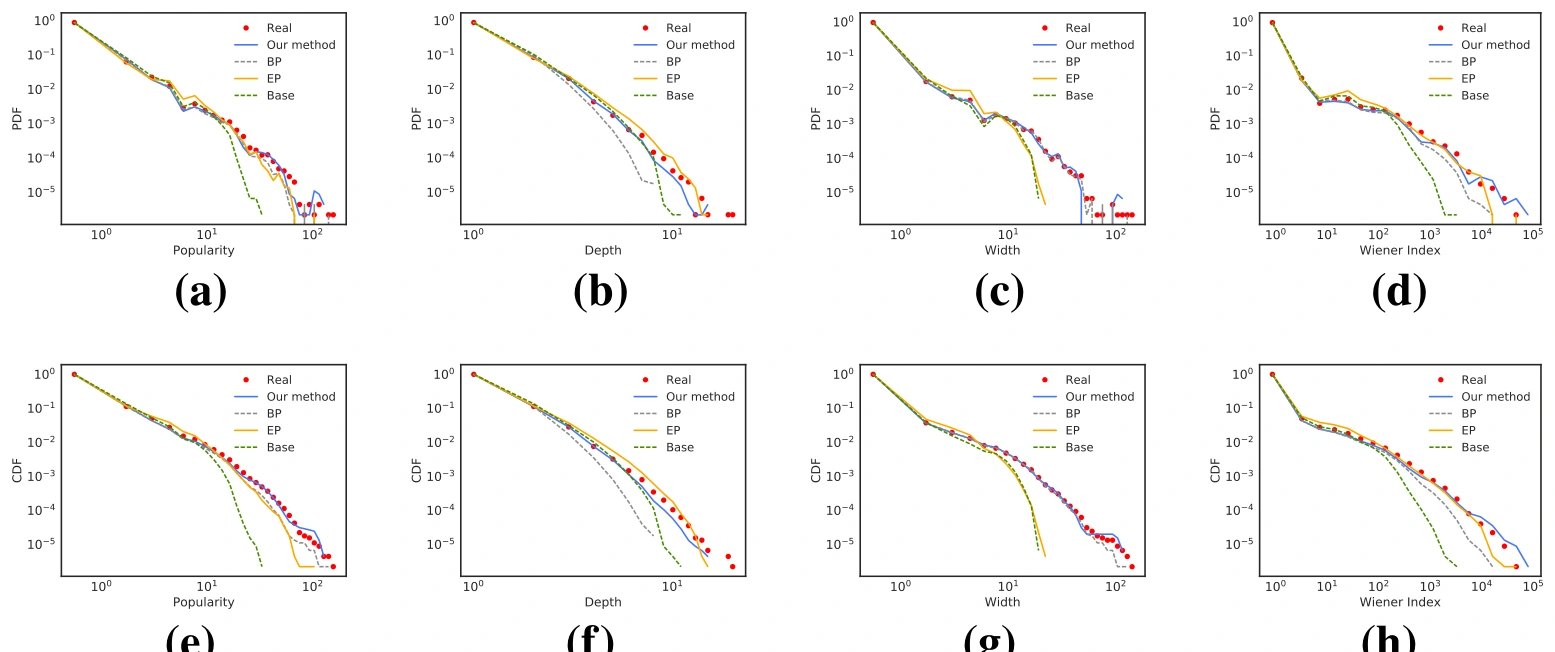 10^0
10^-1
10^-2
10^-3
10^-4
10^-5
PDF
10^0 10^1 10^2
Popularity
Real
Our method
BP
EP
Base
(a)
10^0
10^-1
10^-2
10^-3
10^-4
10^-5
PDF
10^0 10^1
Depth
Real
Our method
BP
EP
Base
(b)
10^0
10^-1
10^-2
10^-3
10^-4
10^-5
PDF
10^0 10^1 10^2
Width
Real
Our method
BP
EP
Base
(c)
10^0
10^-1
10^-2
10^-3
10^-4
10^-5
PDF
10^0 10^1 10^2 10^3 10^4 10^5
Wiener Index
Real
Our method
BP
EP
Base
(d)
10^0
10^-1
10^-2
10^-3
10^-4
10^-5
CDF
10^0 10^1 10^2
Popularity
Real
Our method
BP
EP
Base
(e)
10^0
10^-1
10^-2
10^-3
10^-4
10^-5
CDF
10^0 10^1
Depth
Real
Our method
BP
EP
Base
(f)
10^0
10^-1
10^-2
10^-3
10^-4
10^-5
CDF
10^0 10^1 10^2
Width
Real
Our method
BP
EP
Base
(g)
10^0
10^-1
10^-2
10^-3
10^-4
10^-5
CDF
10^0 10^1 10^2 10^3 10^4 10^5
Wiener Index
Real
Our method
BP
EP
Base
(h)